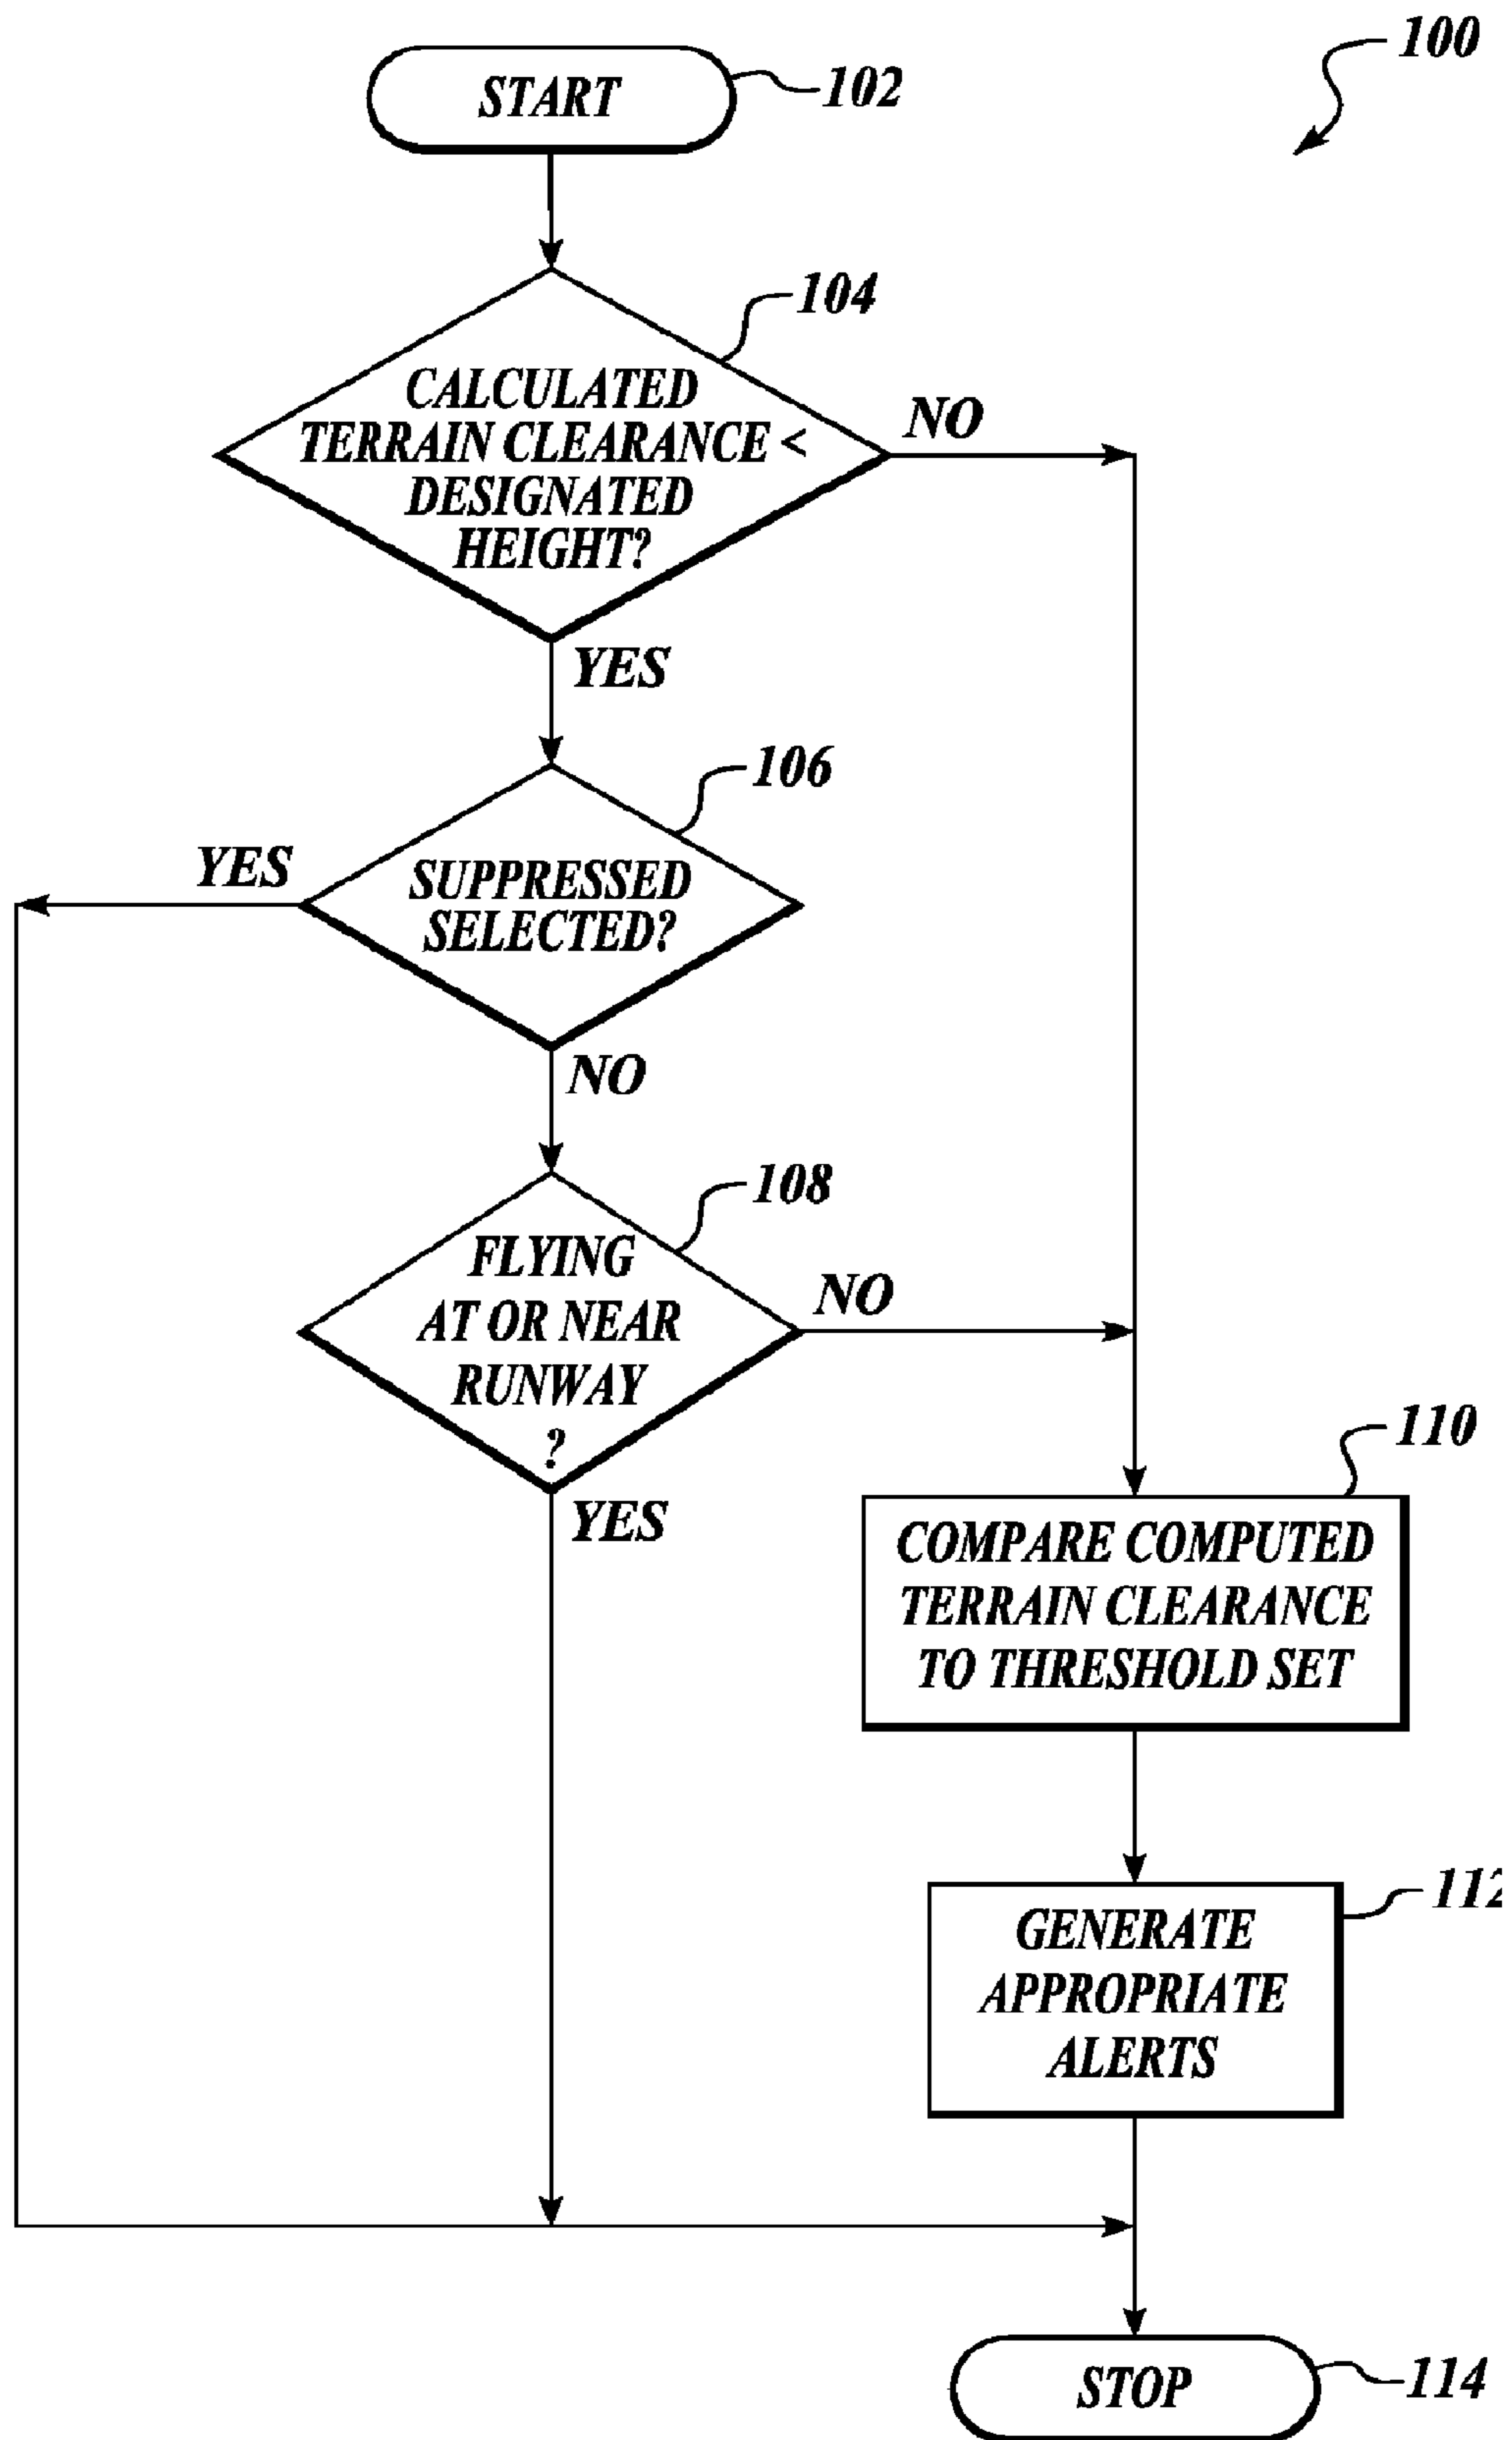 100
START
102
104
CALCULATED
TERRAIN CLEARANCE <
DESIGNATED
HEIGHT?
NO
YES
106
SUPPRESSED
SELECTED?
YES
NO
108
FLYING
AT OR NEAR
RUNWAY
?
NO
YES
110
COMPARE COMPUTED
TERRAIN CLEARANCE
TO THRESHOLD SET
112
GENERATE
APPROPRIATE
ALERTS
STOP
114